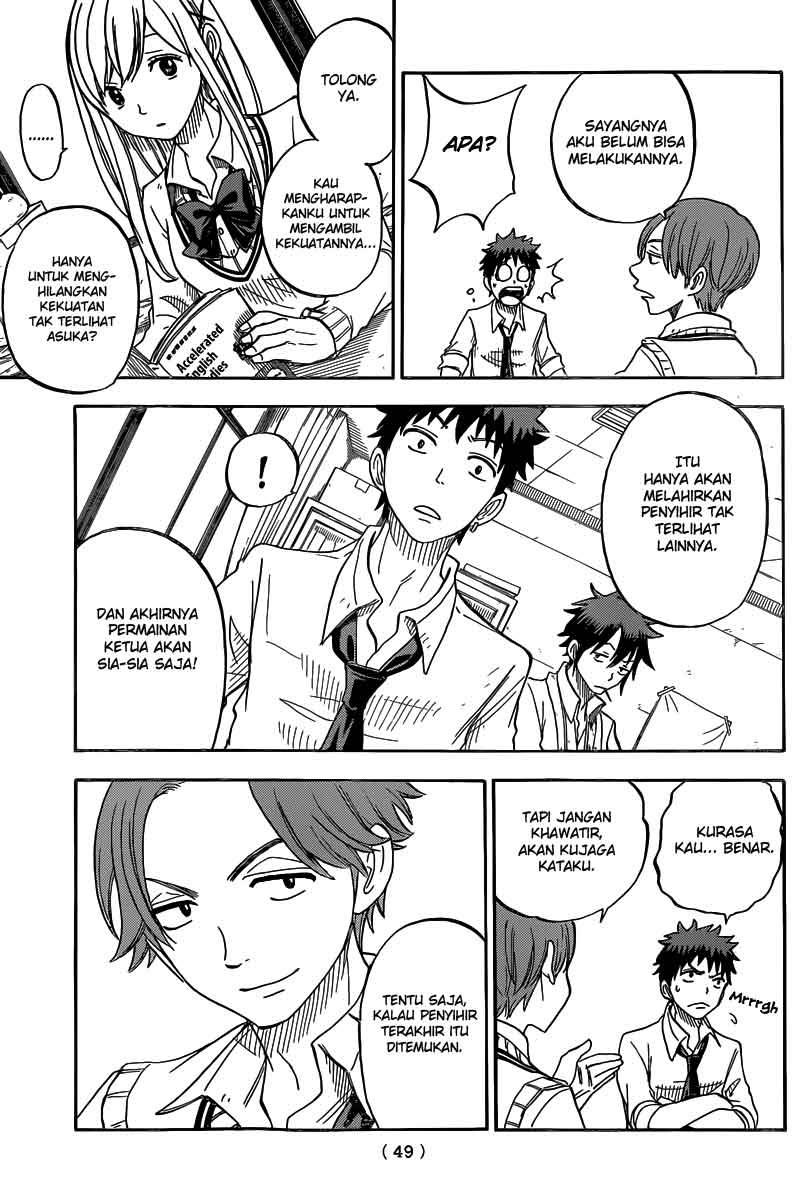 SAYANGNYA
AKU BELUM BISA
MELAKUKANNYA.
APA?
TOLONG
YA.
KAU
MENGHARAP-
KANKU UNTUK
MENGAMBIL
KEKUATANNYA...
......
HANYA
UNTUK MENG-
HILANGKAN
KEKUATAN
TAK TERLIHAT
ASUKA?
Accelerated
English
dies
ITU
HANYA AKAN
MELAHIRKAN
PENYIHIR TAK
TERLIHAT
LAINNYA.
!
DAN AKHIRNYA
PERMAINAN
KETUA AKAN
SIA-SIA SAJA!
KURASA
KAU... BENAR.
TAPI JANGAN
KHAWATIR,
AKAN KUJAGA
KATAKU.
Mrrrgh
TENTU SAJA,
KALAU PENYIHIR
TERAKHIR ITU
DITEMUKAN.
( 49 )